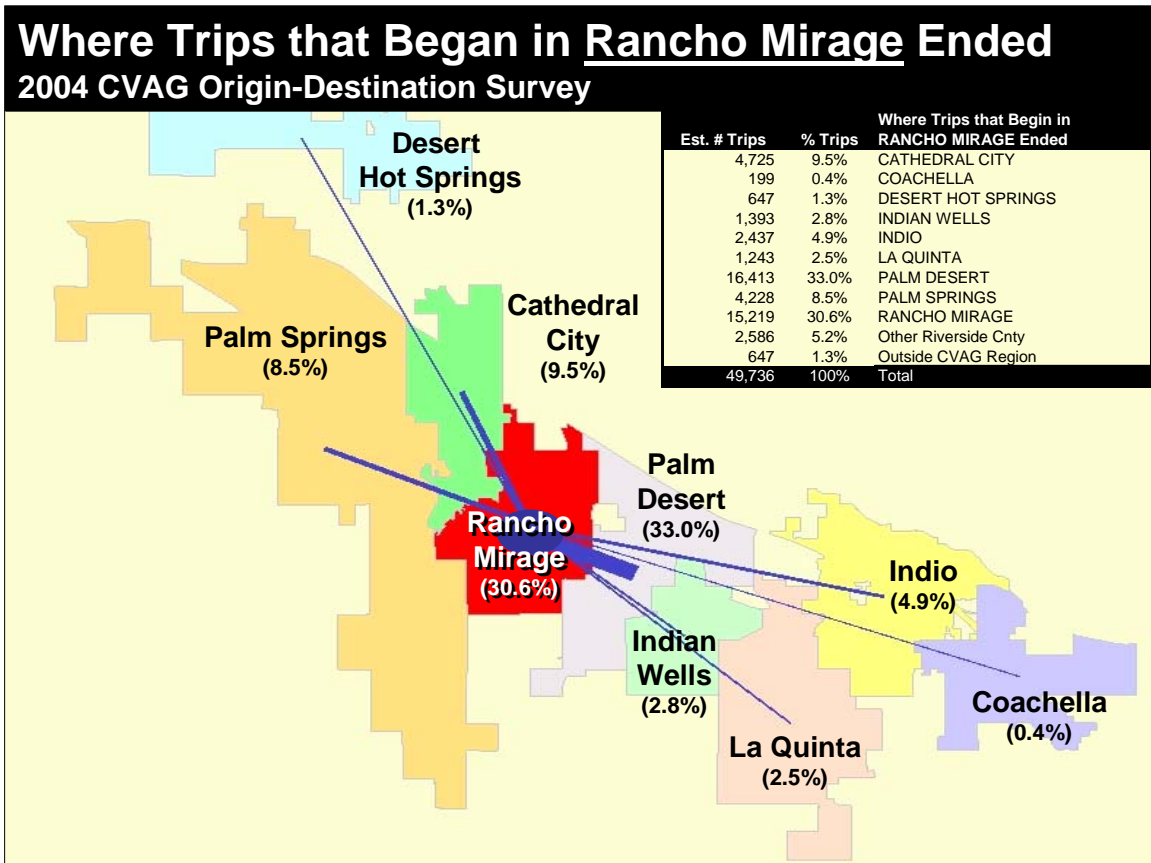 Where Trips that Began in Rancho Mirage Ended
2004 CVAG Origin-Destination Survey
Where Trips that Begin in
Est. # Trips % Trips RANCHO MIRAGE Ended
4,725 9.5% CATHEDRAL CITY
199 0.4% COACHELLA
647 1.3% DESERT HOT SPRINGS
1,393 2.8% INDIAN WELLS
2,437 4.9% INDIO
1,243 2.5% LA QUINTA
16,413 33.0% PALM DESERT
4,228 8.5% PALM SPRINGS
15,219 30.6% RANCHO MIRAGE
2,586 5.2% Other Riverside Cnty
647 1.3% Outside CVAG Region
49,736 100% Total
Desert
Hot Springs
(1.3%)
Cathedral
City
(9.5%)
Palm Springs
(8.5%)
Palm
Desert
(33.0%)
Rancho
Mirage
(30.6%)
Indio
(4.9%)
Indian
Wells
(2.8%)
Coachella
(0.4%)
La Quinta
(2.5%)